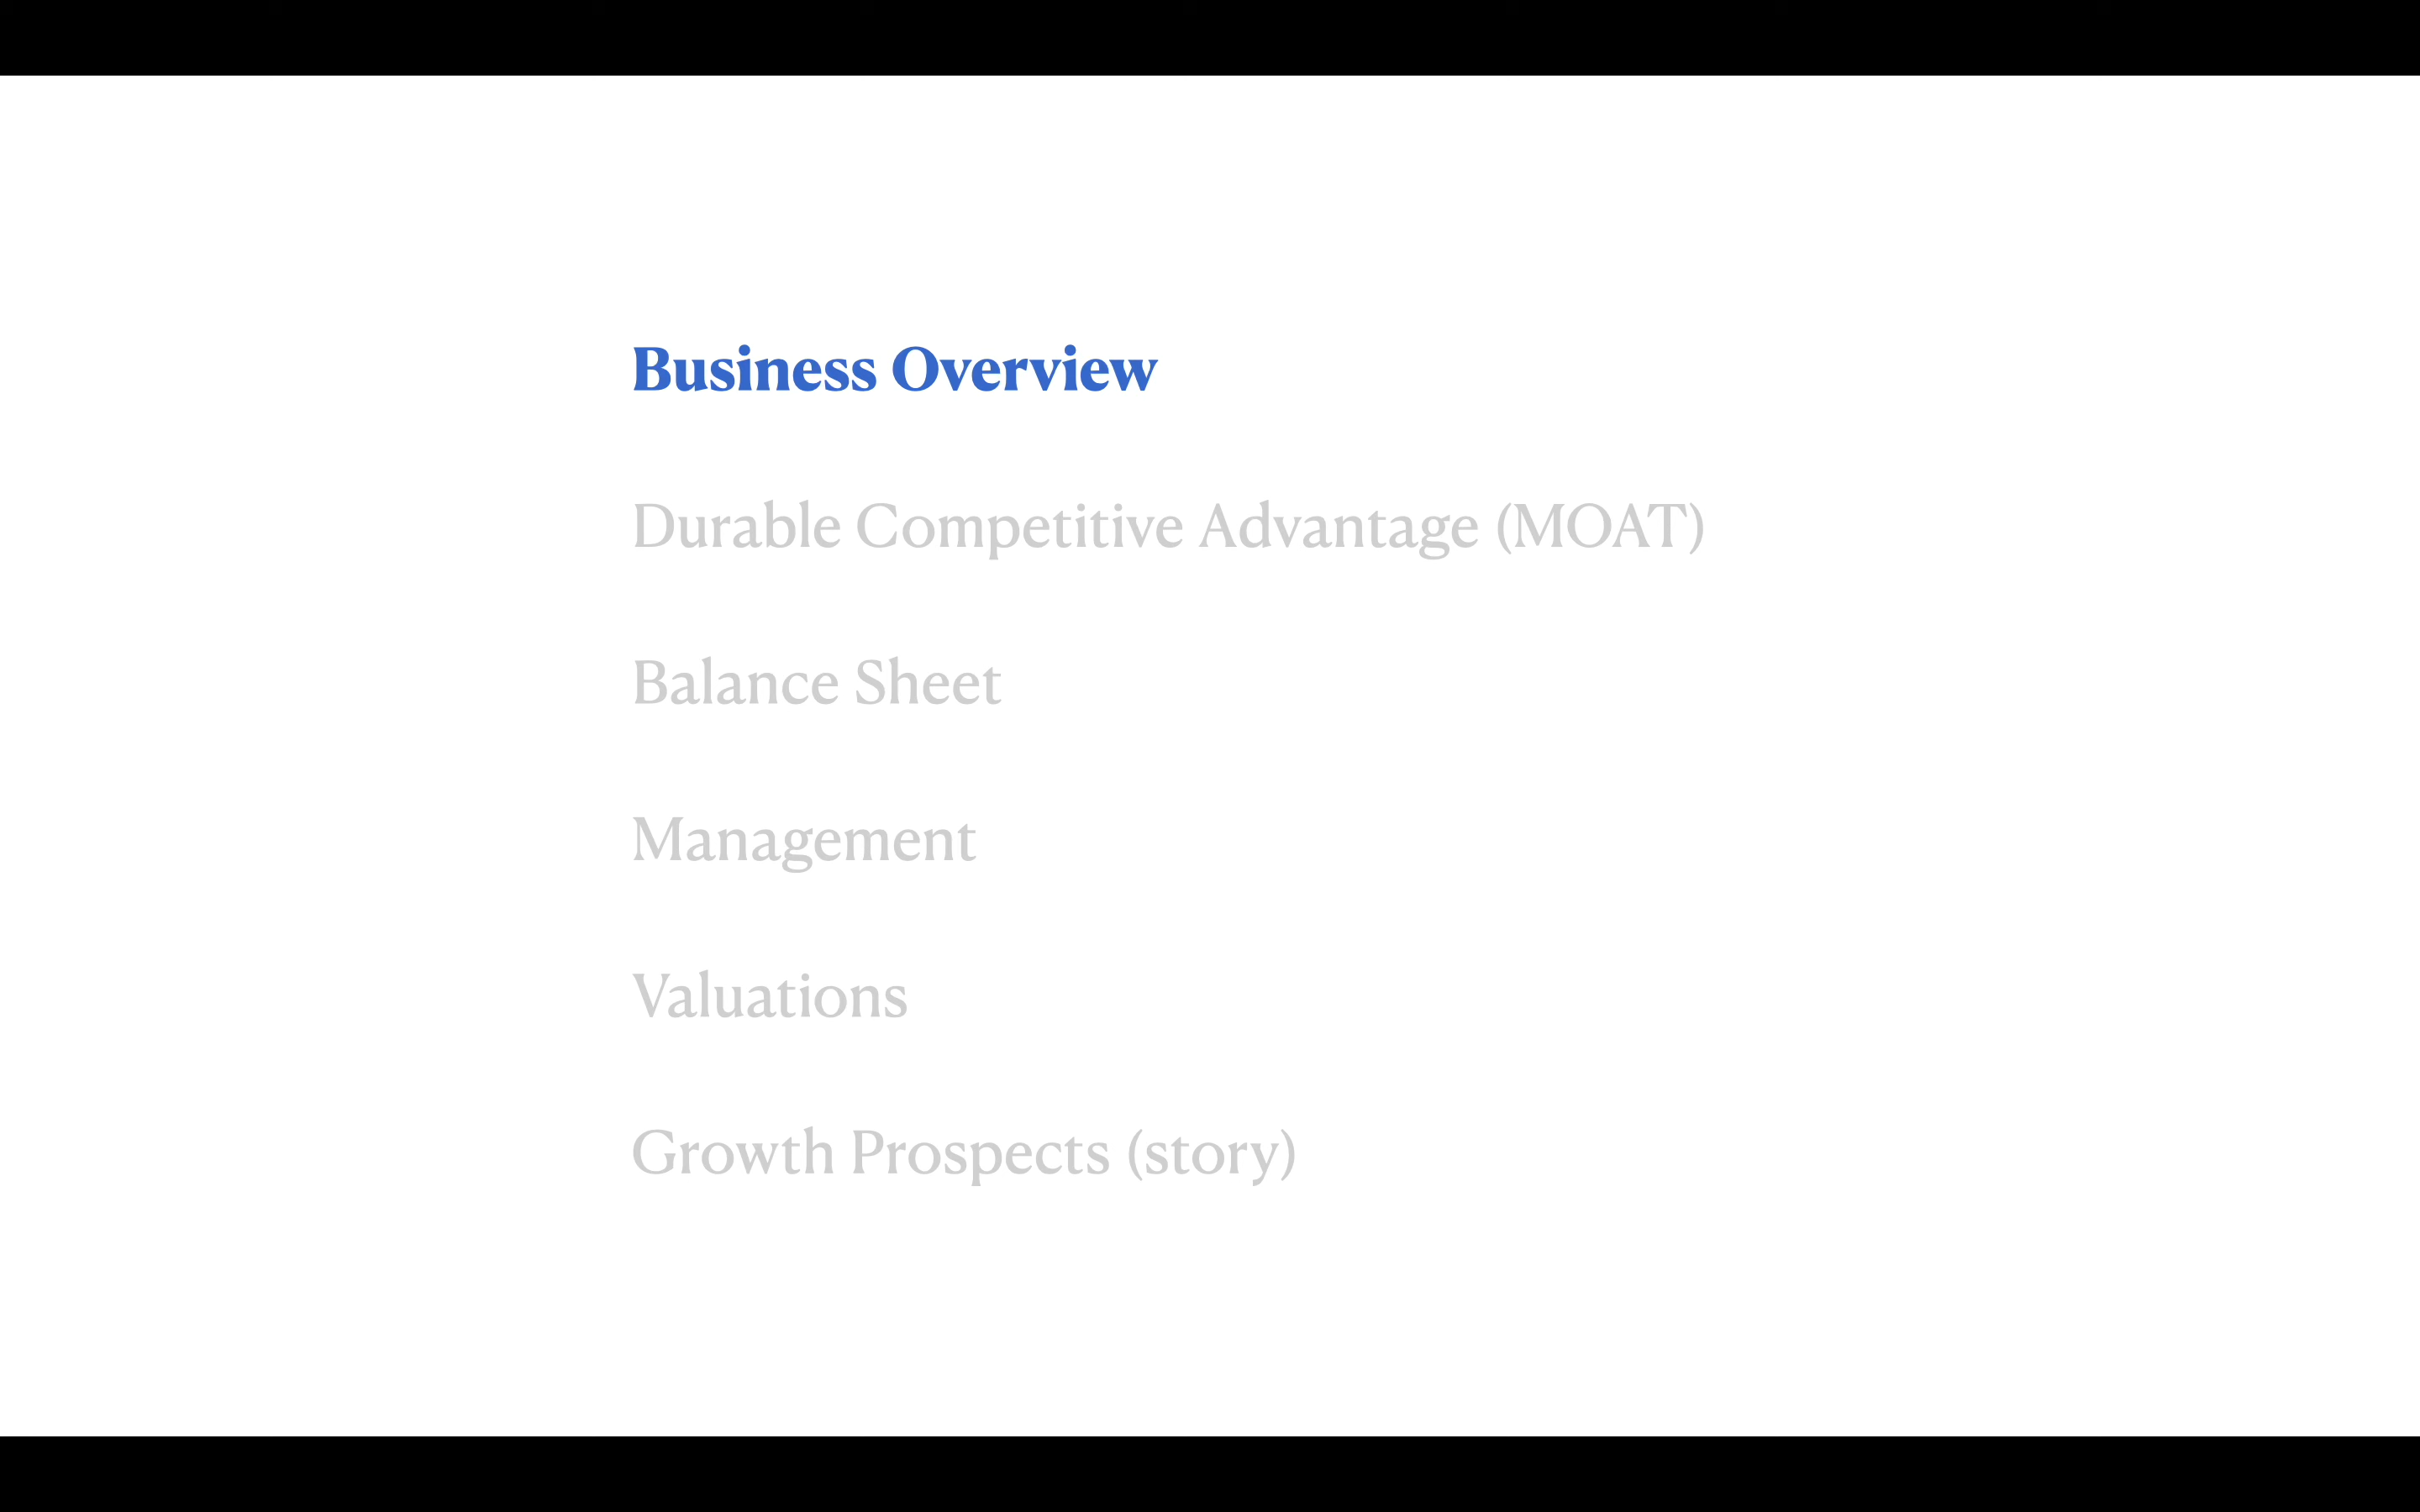 Business Overview
Durable Competitive Advantage (MOAT)
Balance Sheet
Management
Valuations
Growth Prospects (story)